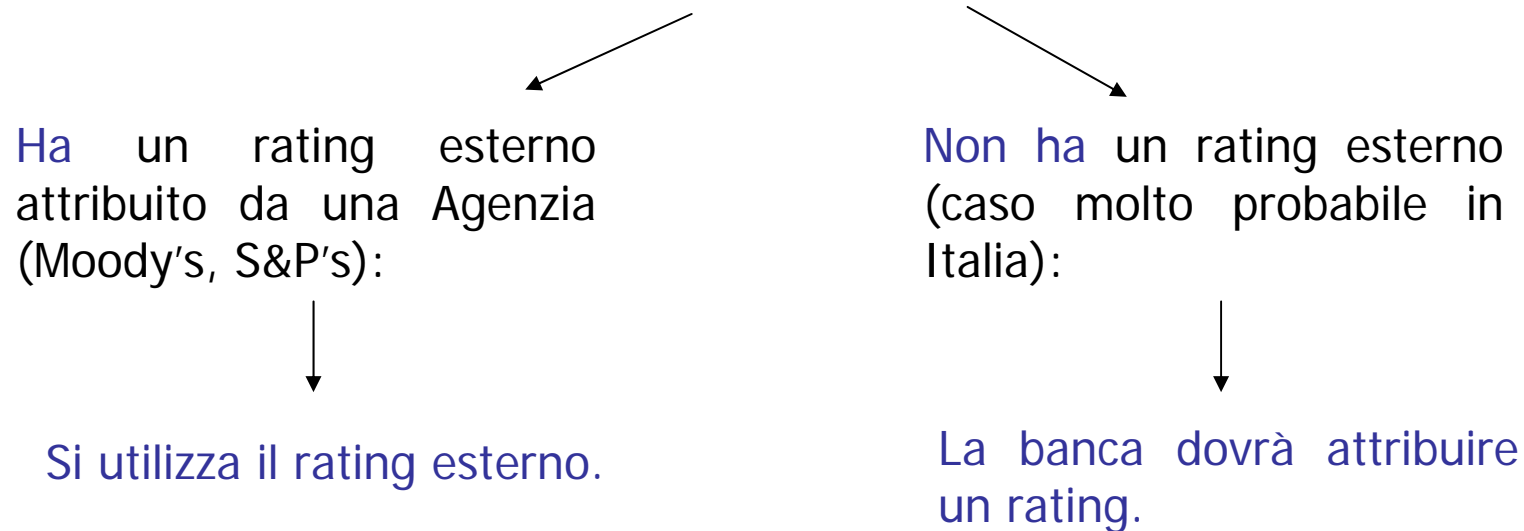 Ha un rating esterno
attribuito da una Agenzia
(Moody’s, S&P’s):
Si utilizza il rating esterno.
Non ha un rating esterno
(caso molto probabile in
Italia):
La banca dovrà attribuire
un rating.